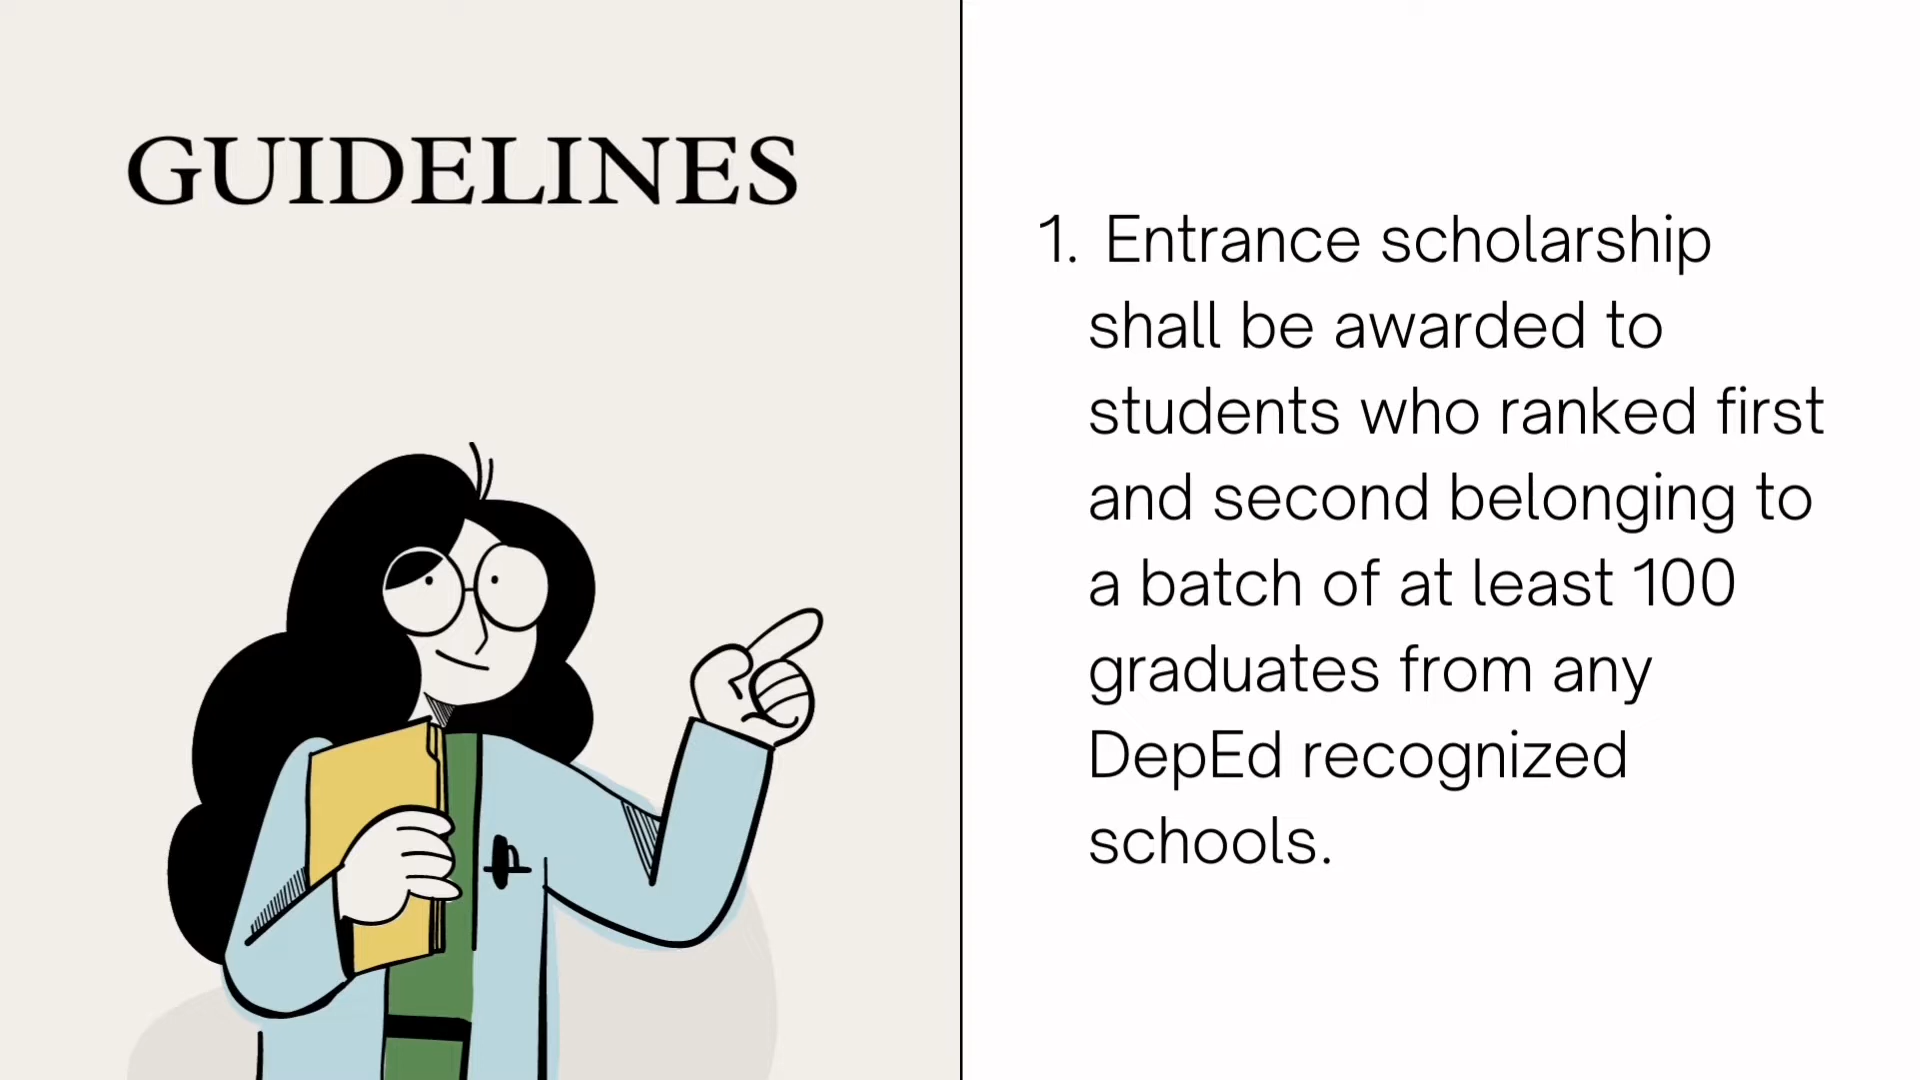 GUIDELINES
1. Entrance scholarship
shall be awarded to
students who ranked first
and second belonging to
a batch of at least 100
graduates from any
DepEd recognized
schools.